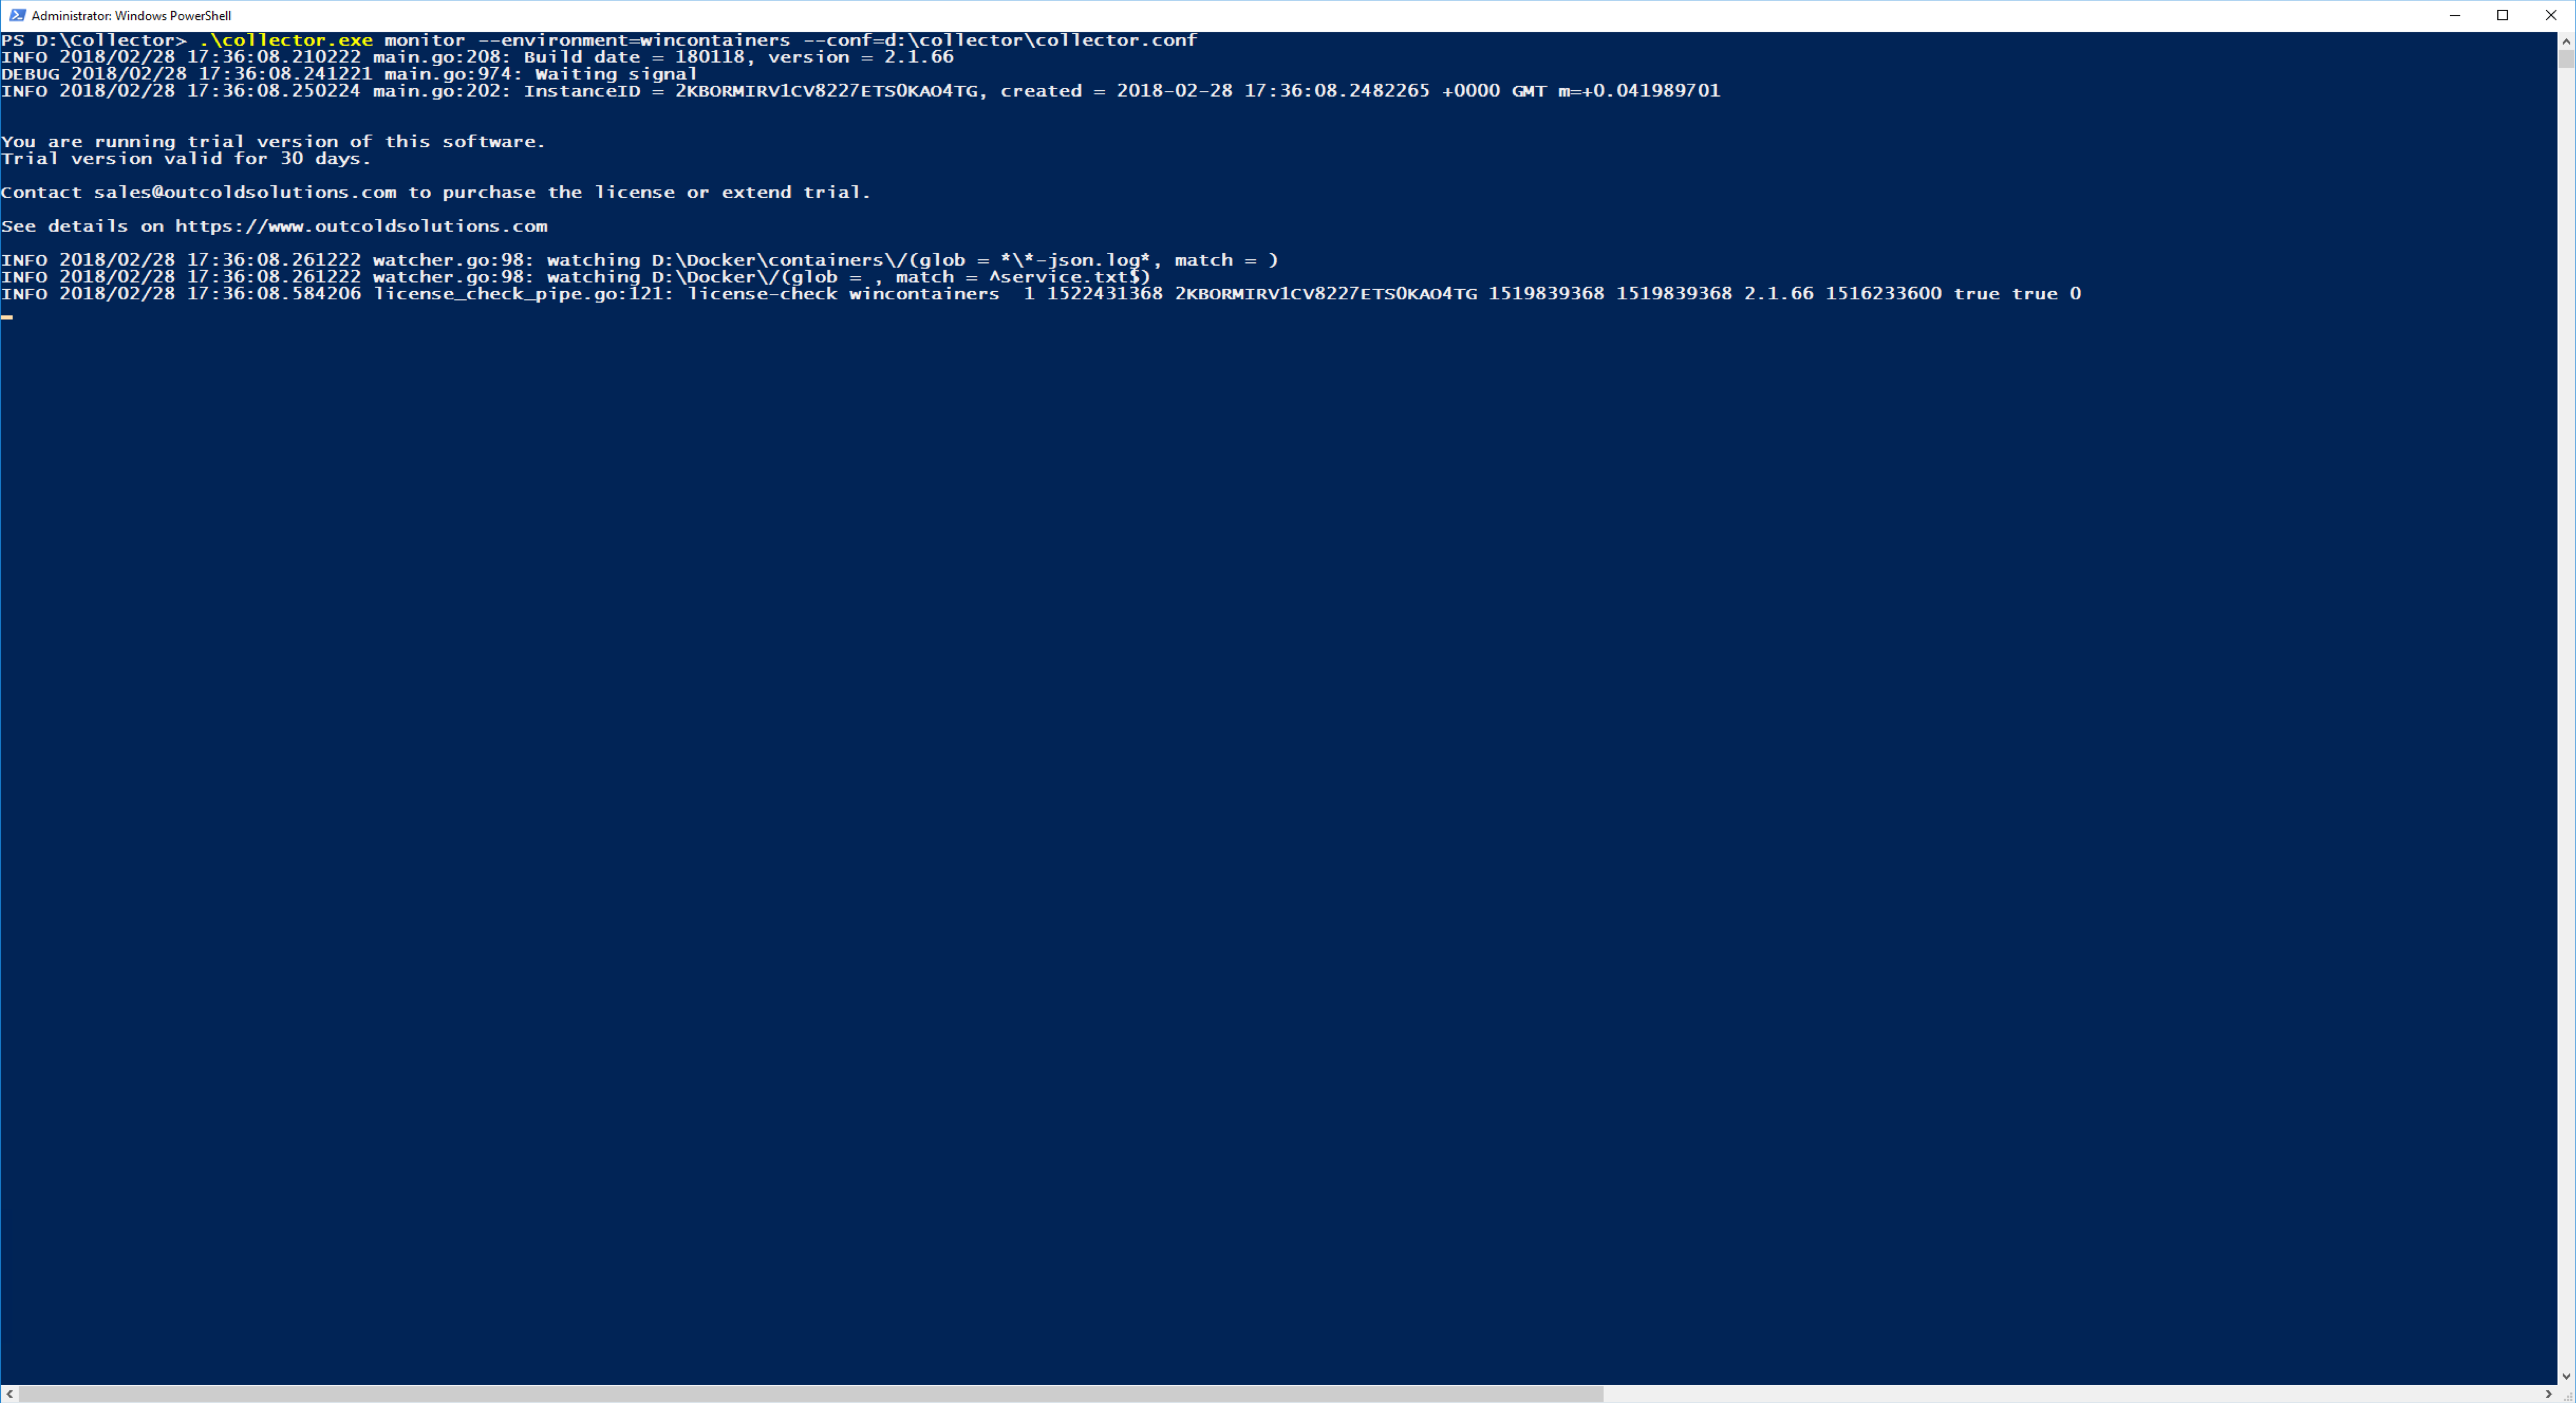 Administrator: Windows PowerShell
PS D:\Collector> .\collector.exe monitor --environment=wincontainers --conf=d:\collector\collector.conf
INFO 2018/02/28 17:36:08.210222 main.go:208: Build date = 180118, version = 2.1.66
DEBUG 2018/02/28 17:36:08.241221 main.go:974: Waiting signal
INFO 2018/02/28 17:36:08.250224 main.go:202: InstanceID = 2KBORMIRV1CV8227ETS0KAO4TG, created = 2018-02-28 17:36:08.2482265 +0000 GMT m=+0.041989701
You are running trial version of this software.
Trial version valid for 30 days.
Contact sales@outcoldsolutions.com to purchase the license or extend trial.
See details on https://www.outcoldsolutions.com
INFO 2018/02/28 17:36:08.261222 watcher.go:98: watching D:\Docker\containers\/(glob = *\*-json.log*, match = )
INFO 2018/02/28 17:36:08.261222 watcher.go:98: watching D:\Docker\/(glob = , match = ^service.txt$)
INFO 2018/02/28 17:36:08.584206 license_check_pipe.go:121: license-check wincontainers  1 1522431368 2KBORMIRV1CV8227ETS0KAO4TG 1519839368 1519839368 2.1.66 1516233600 true true 0